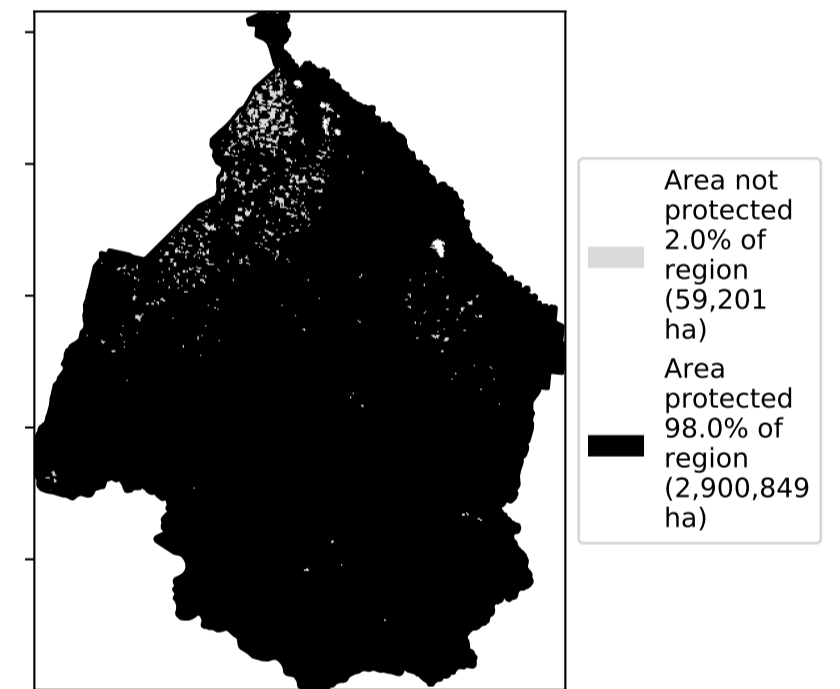 Area not
protected
2.0% of
region
(59,201
ha)
Area
protected
98.0% of
region
(2,900,849
ha)